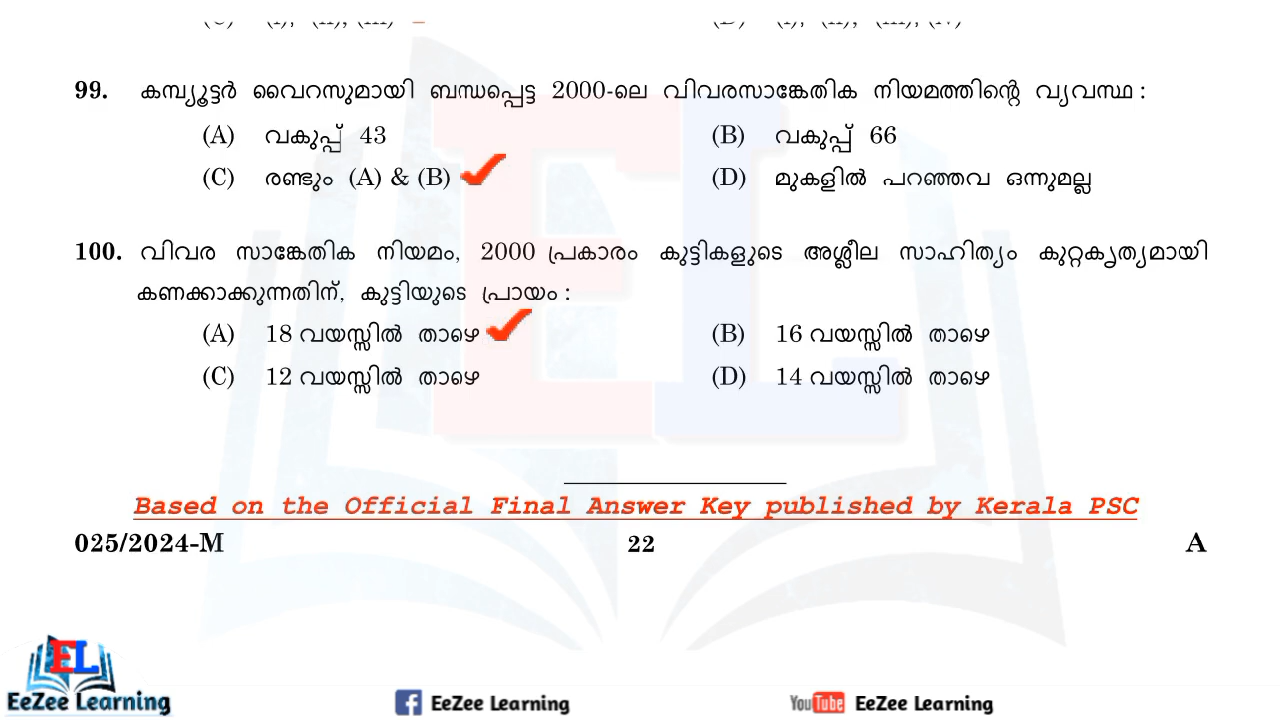 99. കമ്പ്യൂട്ടർ വൈറസുമായി ബന്ധപ്പെട്ട 2000-ലെ വിവരസാങ്കേതിക നിയമത്തിന്റെ വ്യവസ്ഥ :
(A) വകുപ്പ് 43 (B) വകുപ്പ് 66
(C) രണ്ടും (A) & (B) (D) മുകളിൽ പറഞ്ഞവ ഒന്നുമല്ല
100. വിവര സാങ്കേതിക നിയമം, 2000 പ്രകാരം കുട്ടികളുടെ അശ്ലീല സാഹിത്യം കുറ്റകൃത്യമായി
കണക്കാക്കുന്നതിന്, കുട്ടിയുടെ പ്രായം :
(A) 18 വയസ്സിൽ താഴെ (B) 16 വയസ്സിൽ താഴെ
(C) 12 വയസ്സിൽ താഴെ (D) 14 വയസ്സിൽ താഴെ
Based on the Official Final Answer Key published by Kerala PSC
025/2024-M 22 A
EL
EeZee Learning EeZee Learning YouTube EeZee Learning